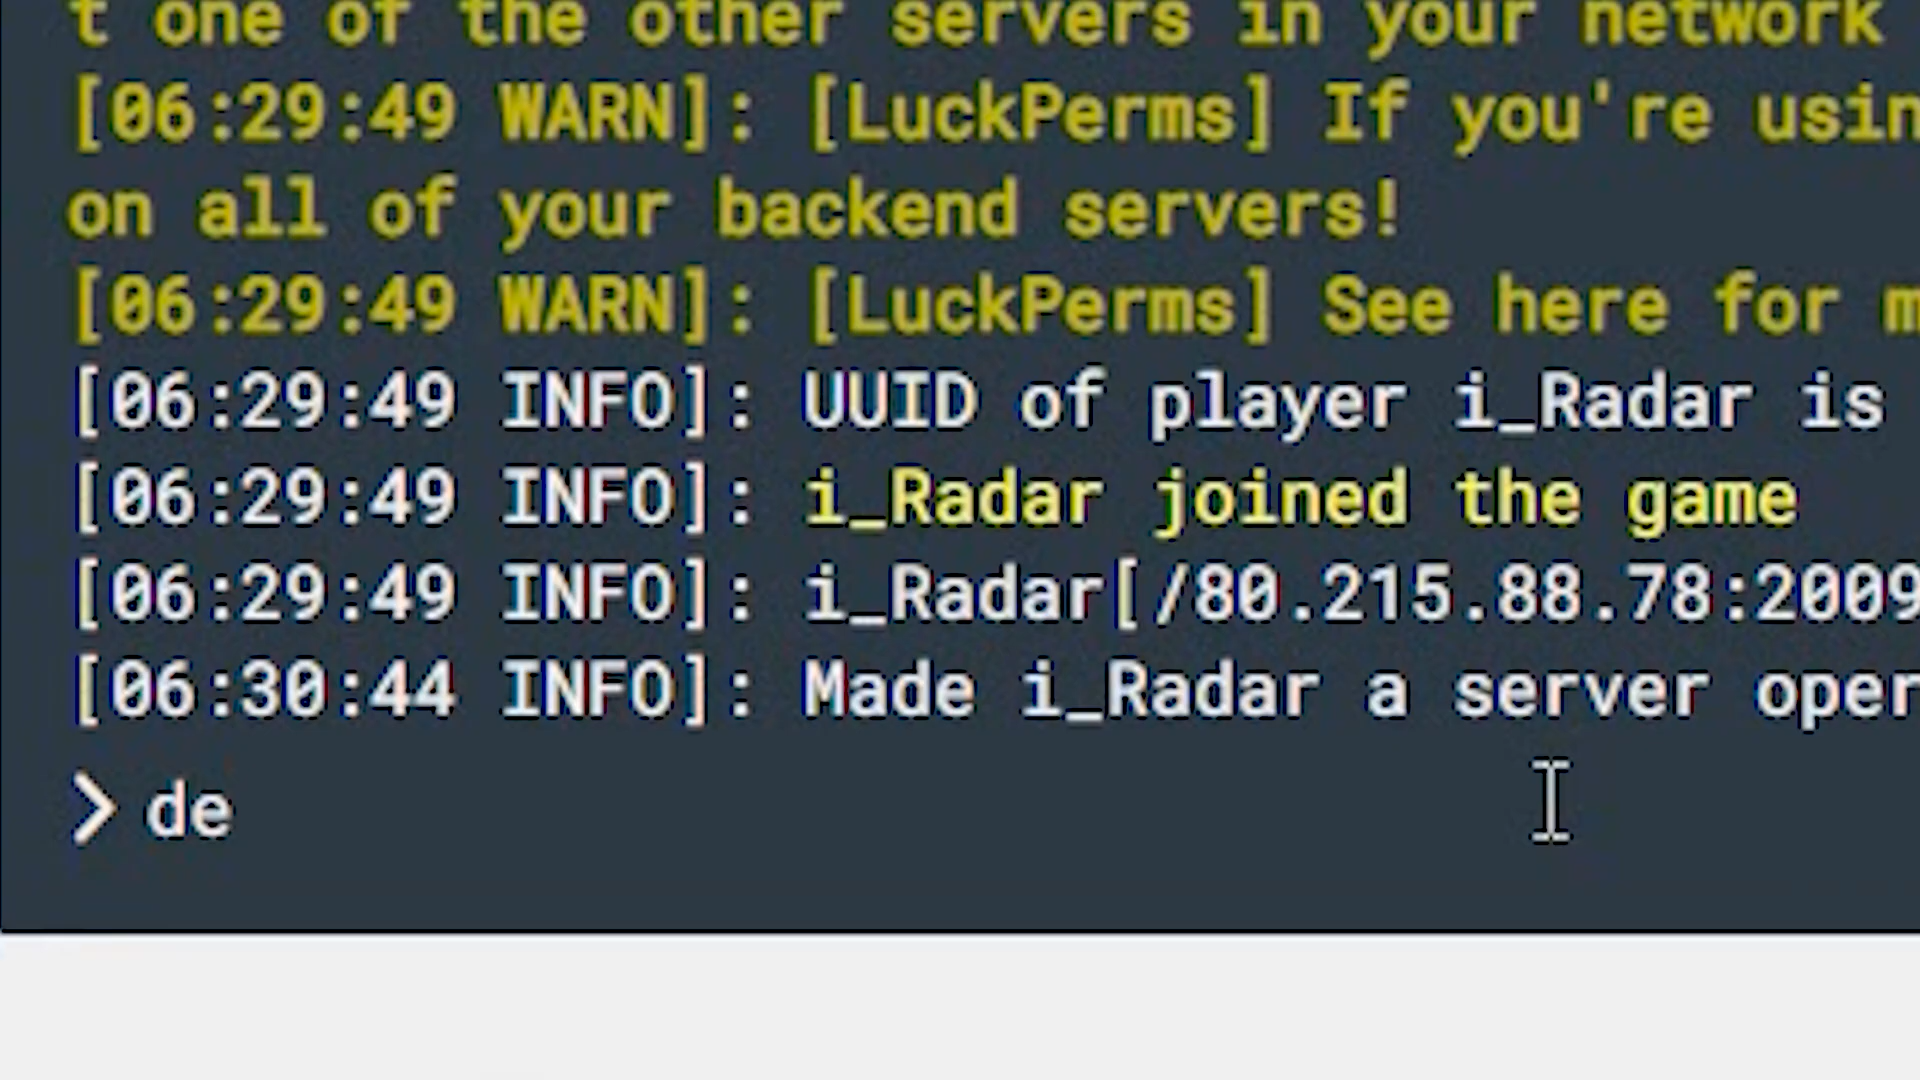 t one of the other servers in your network
[06:29:49 WARN]: [LuckPerms] If you're usin
on all of your backend servers!
[06:29:49 WARN]: [LuckPerms] See here for m
[06:29:49 INFO]: UUID of player i_Radar is
[06:29:49 INFO]: i_Radar joined the game
[06:29:49 INFO]: i_Radar[/80.215.88.78:2009
[06:30:44 INFO]: Made i_Radar a server oper
> de